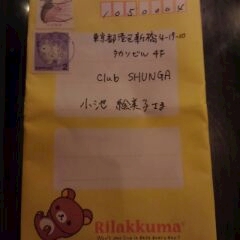 1050004
東京都港区新橋4-19-10
タカソビル 4F
Club SHUNGA
小池 絵美子さま
Rilakkuma